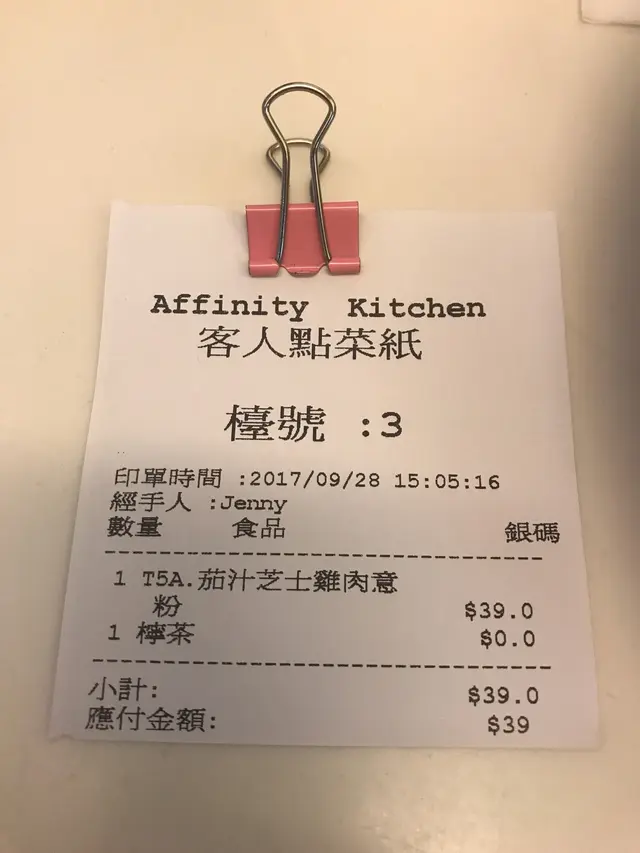 Affinity Kitchen
客人點菜紙
檯號 :3
印單時間 :2017/09/28 15:05:16
經手人 :Jenny
數量 食品 銀碼
1 T5A.茄汁芝士雞肉意
粉 $39.0
1 檸茶 $0.0
小計: $39.0
應付金額: $39